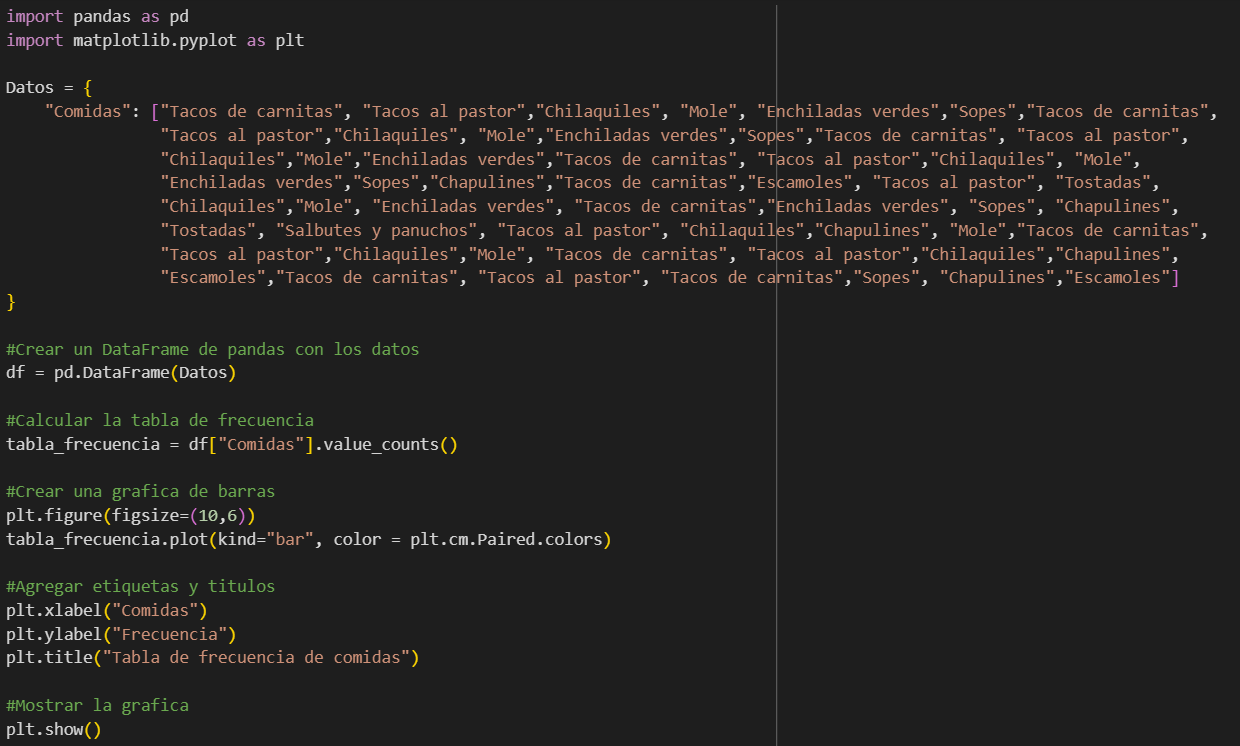 import pandas as pd
import matplotlib.pyplot as plt
Datos = {
"Comidas": ["Tacos de carnitas", "Tacos al pastor","Chilaquiles", "Mole", "Enchiladas verdes","Sopes","Tacos de carnitas",
"Tacos al pastor","Chilaquiles", "Mole","Enchiladas verdes","Sopes","Tacos de carnitas", "Tacos al pastor",
"Chilaquiles","Mole","Enchiladas verdes","Tacos de carnitas", "Tacos al pastor","Chilaquiles", "Mole",
"Enchiladas verdes","Sopes","Chapulines","Tacos de carnitas","Escamoles", "Tacos al pastor", "Tostadas",
"Chilaquiles","Mole", "Enchiladas verdes", "Tacos de carnitas","Enchiladas verdes", "Sopes", "Chapulines",
"Tostadas", "Salbutes y panuchos", "Tacos al pastor", "Chilaquiles","Chapulines", "Mole","Tacos de carnitas",
"Tacos al pastor","Chilaquiles","Mole", "Tacos de carnitas", "Tacos al pastor","Chilaquiles","Chapulines",
"Escamoles","Tacos de carnitas", "Tacos al pastor", "Tacos de carnitas","Sopes", "Chapulines","Escamoles"]
}
#Crear un DataFrame de pandas con los datos
df = pd.DataFrame(Datos)
#Calcular la tabla de frecuencia
tabla_frecuencia = df["Comidas"].value_counts()
#Crear una grafica de barras
plt.figure(figsize=(10,6))
tabla_frecuencia.plot(kind="bar", color = plt.cm.Paired.colors)
#Agregar etiquetas y titulos
plt.xlabel("Comidas")
plt.ylabel("Frecuencia")
plt.title("Tabla de frecuencia de comidas")
#Mostrar la grafica
plt.show()